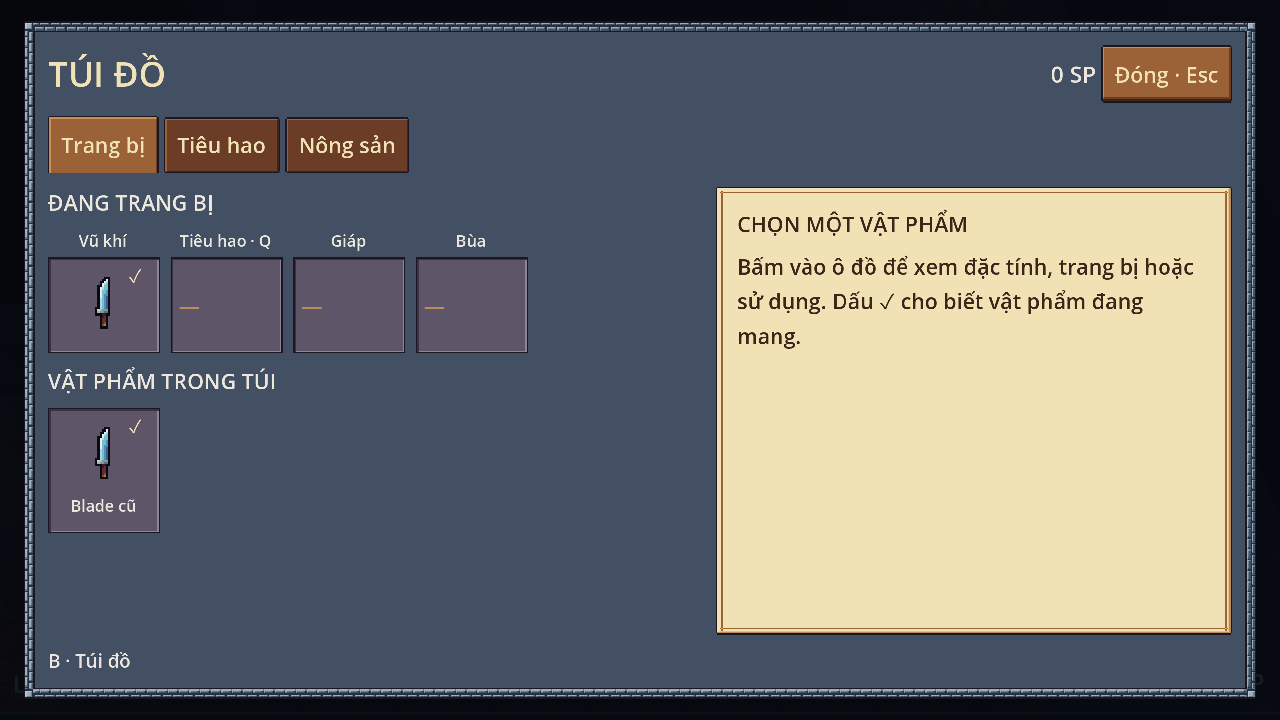 TÚI ĐỒ
0 SP
Đóng · Esc
Trang bị
Tiêu hao
Nông sản
ĐANG TRANG BỊ
Vũ khí
Tiêu hao · Q
Giáp
Bùa
✓
—
—
—
VẬT PHẨM TRONG TÚI
✓
Blade cũ
CHỌN MỘT VẬT PHẨM
Bấm vào ô đồ để xem đặc tính, trang bị hoặc
sử dụng. Dấu ✓ cho biết vật phẩm đang
mang.
B · Túi đồ